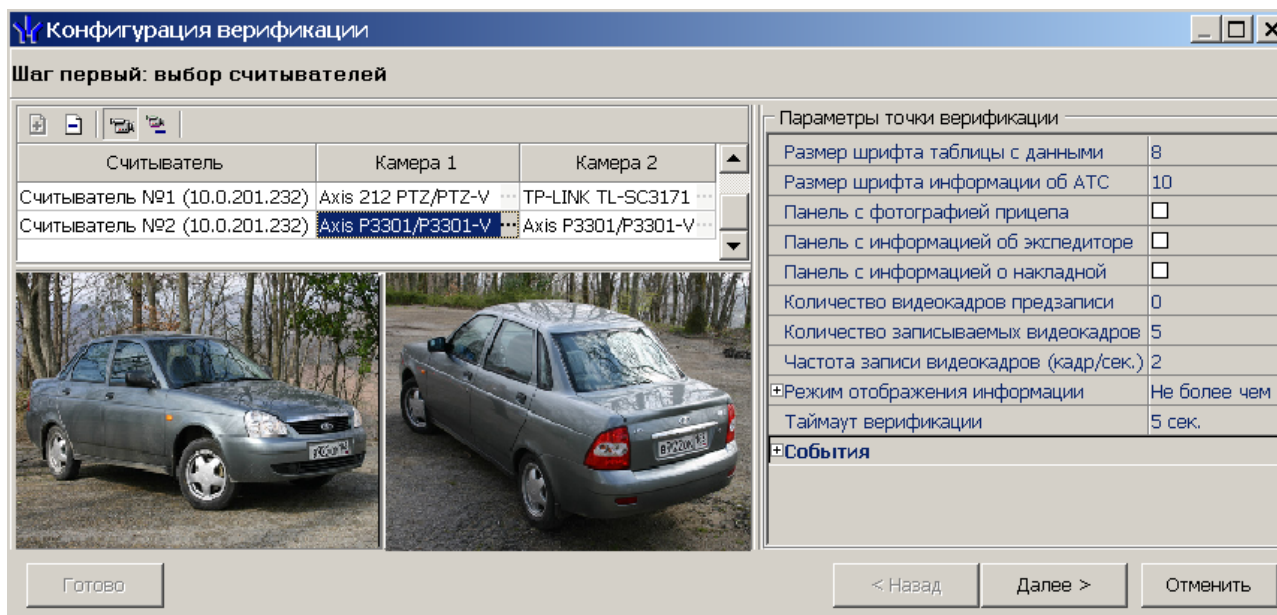 Конфигурация верификации
Шаг первый: выбор считывателей
Считыватель Камера 1 Камера 2
Считыватель №1 (10.0.201.232) Axis 212 PTZ/PTZ-V ... TP-LINK TL-SC3171 ...
Считыватель №2 (10.0.201.232) Axis P3301/P3301-V ... Axis P3301/P3301-V ...
Параметры точки верификации
Размер шрифта таблицы с данными 8
Размер шрифта информации об АТС 10
Панель с фотографией прицепа
Панель с информацией об экспедиторе
Панель с информацией о накладной
Количество видеокадров предзаписи 0
Количество записываемых видеокадров 5
Частота записи видеокадров (кадр/сек.) 2
Режим отображения информации Не более чем
Таймаут верификации 5 сек.
События
Готово < Назад Далее > Отменить